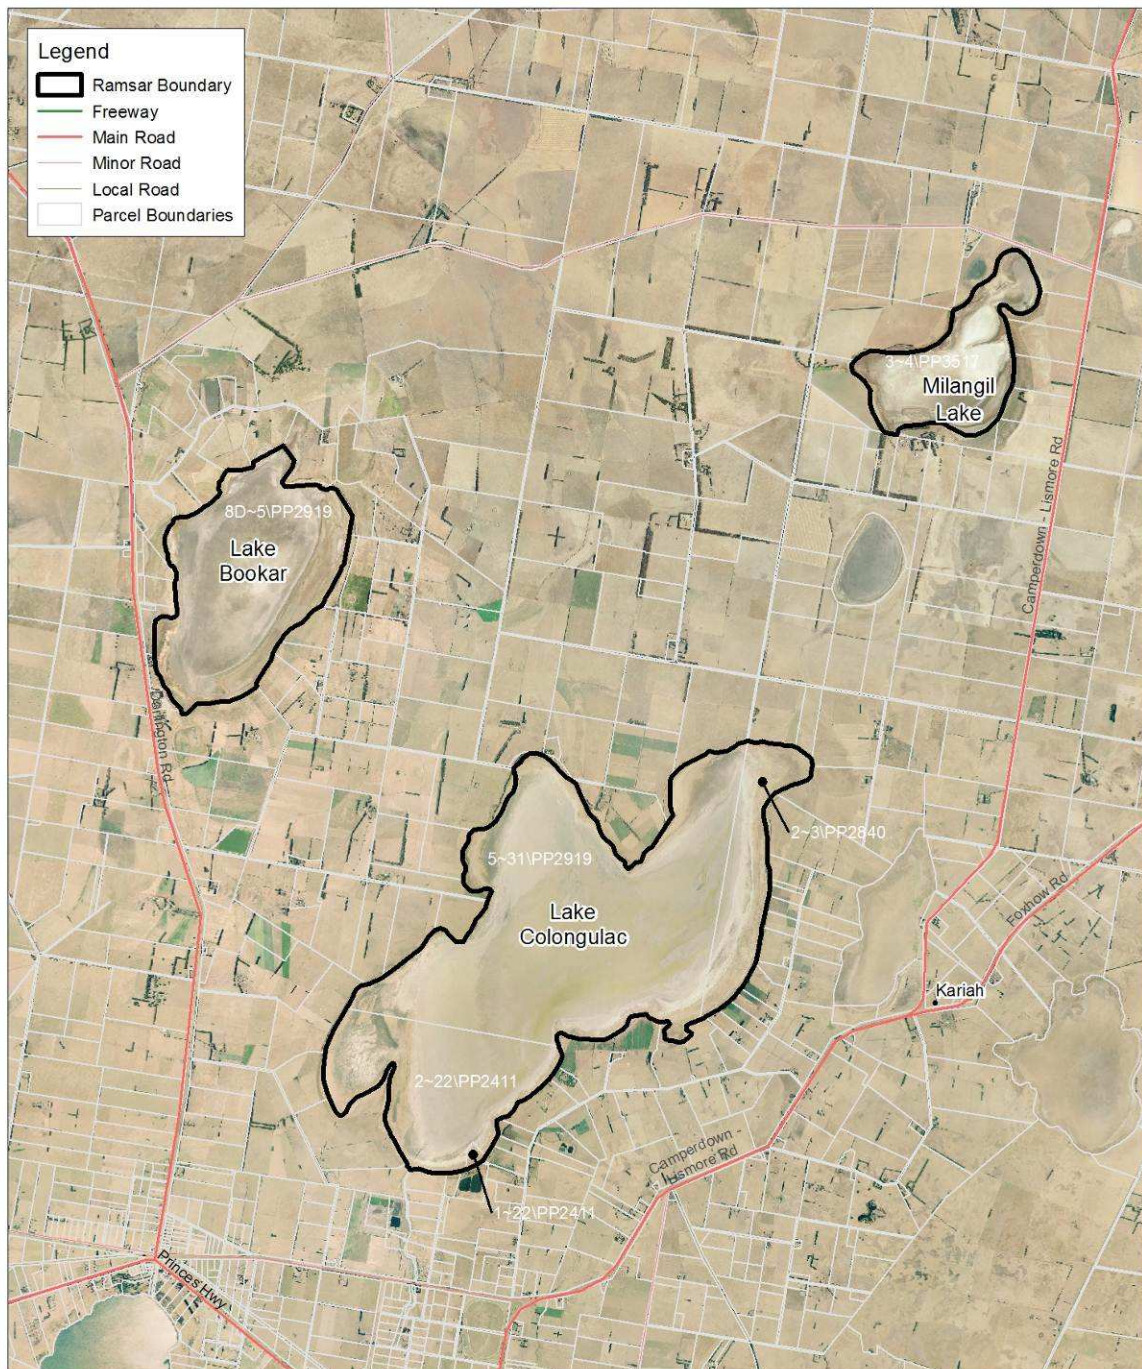 Legend
Ramsar Boundary
Freeway
Main Road
Minor Road
Local Road
Parcel Boundaries
3~4\PP3517
Milangil
Lake
Camperdown - Lismore Rd
8D~5\PP2919
Lake
Bookar
Darlington Rd
2~3\PP2840
5~31\PP2919
Lake
Colongulac
Foxhow Rd
Kariah
2~22\PP2411
Camperdown -
Lismore Rd
1~22\PP2411
Princes Hwy